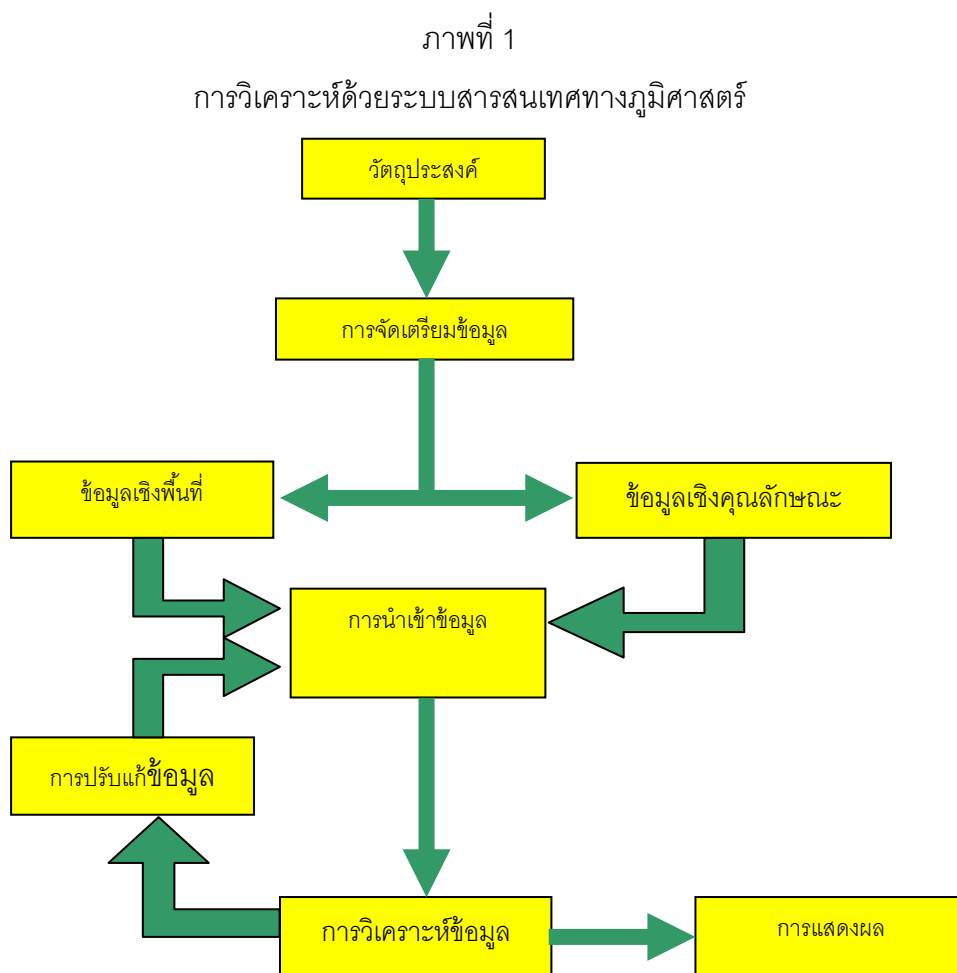 ภาพที่ 1
การวิเคราะห์ด้วยระบบสารสนเทศทางภูมิศาสตร์
วัตถุประสงค์
การจัดเตรียมข้อมูล
ข้อมูลเชิงพื้นที่
ข้อมูลเชิงคุณลักษณะ
การนำเข้าข้อมูล
การปรับแก้ข้อมูล
การวิเคราะห์ข้อมูล
การแสดงผล